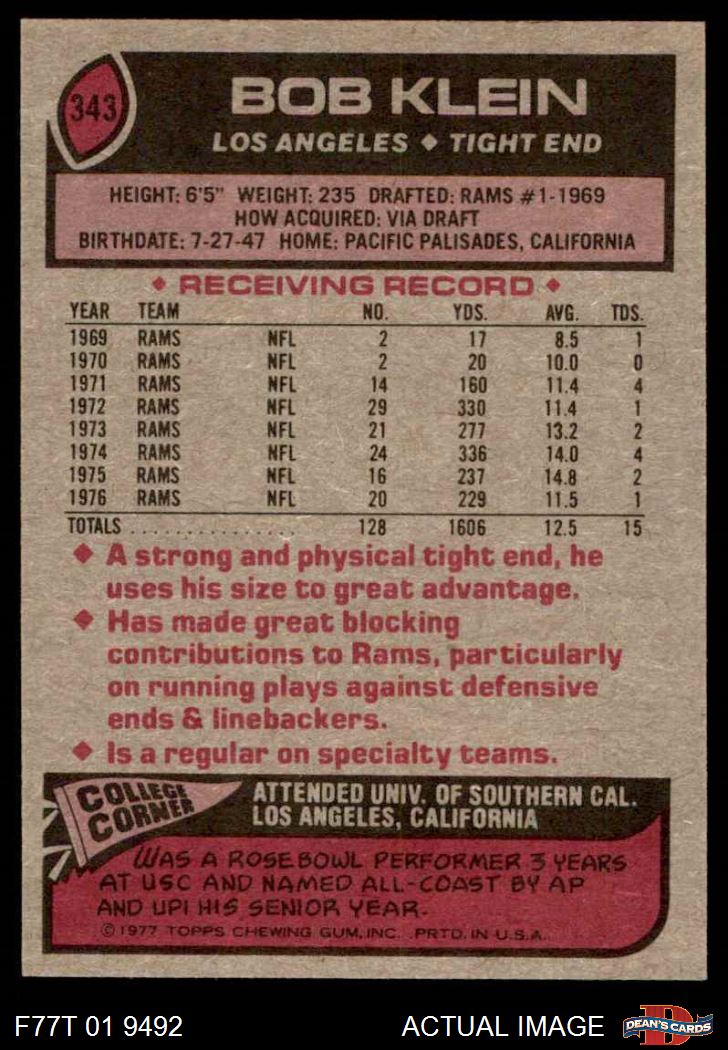 343
BOB KLEIN
LOS ANGELES ♦ TIGHT END
HEIGHT: 6'5" WEIGHT: 235 DRAFTED: RAMS #1-1969
HOW ACQUIRED: VIA DRAFT
BIRTHDATE: 7-27-47 HOME: PACIFIC PALISADES, CALIFORNIA
♦ RECEIVING RECORD ♦
YEAR TEAM NO. YDS. AVG. TDS.
1969 RAMS NFL 2 17 8.5 1
1970 RAMS NFL 2 20 10.0 0
1971 RAMS NFL 14 160 11.4 4
1972 RAMS NFL 29 330 11.4 1
1973 RAMS NFL 21 277 13.2 2
1974 RAMS NFL 24 336 14.0 4
1975 RAMS NFL 16 237 14.8 2
1976 RAMS NFL 20 229 11.5 1
TOTALS ................ 128 1606 12.5 15
♦ A strong and physical tight end, he
uses his size to great advantage.
♦ Has made great blocking
contributions to Rams, particularly
on running plays against defensive
ends & linebackers.
♦ Is a regular on specialty teams.
COLLEGE
CORNER
ATTENDED UNIV. OF SOUTHERN CAL.
LOS ANGELES, CALIFORNIA
WAS A ROSE BOWL PERFORMER 3 YEARS
AT USC AND NAMED ALL-COAST BY AP
AND UPI HIS SENIOR YEAR.
©1977 TOPPS CHEWING GUM, INC. PRTD. IN U.S.A.
F77T 01 9492 ACTUAL IMAGE
D
DEAN'S CARDS